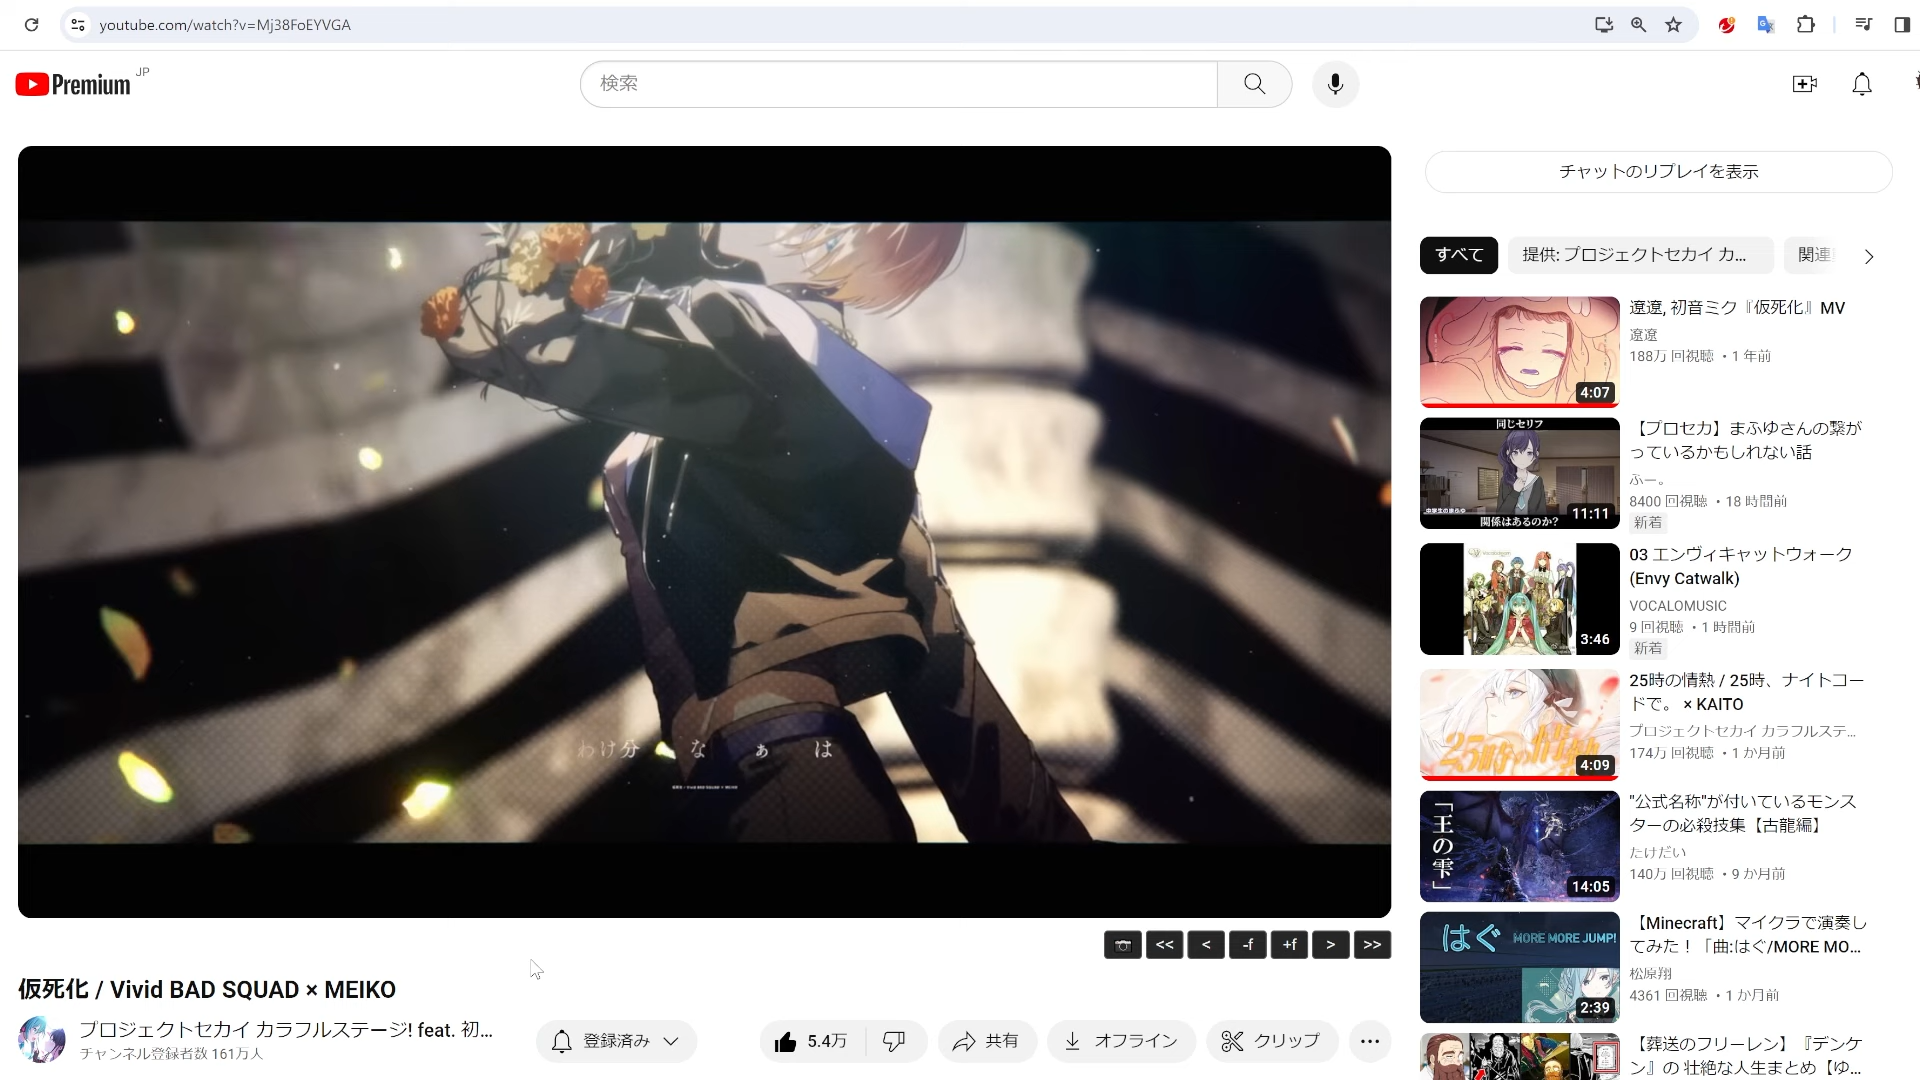 youtube.com/watch?v=Mj38FoEYVGA
Premium JP
検索
チャットのリプレイを表示
すべて
提供: プロジェクトセカイ カ...
関連
わけ分 な ぁ は
仮死化 / Vivid BAD SQUAD × MEIKO
<< < -f +f > >>
プロジェクトセカイ カラフルステージ! feat. 初...
チャンネル登録者数 161万人
登録済み
5.4万
共有
オフライン
クリップ
4:07
遼遼, 初音ミク『仮死化』MV
遼遼
188万 回視聴 ・1 年前
同じセリフ
関係はあるのか?
11:11
【プロセカ】まふゆさんの繋が
っているかもしれない話
ふー。
8400 回視聴 ・18 時間前
新着
3:46
03 エンヴィキャットウォーク
(Envy Catwalk)
VOCALOMUSIC
9 回視聴 ・1 時間前
新着
25時の情熱
4:09
25時の情熱 / 25時、ナイトコー
ドで。 × KAITO
プロジェクトセカイ カラフルステ...
174万 回視聴 ・1 か月前
「王の雫」
14:05
"公式名称"が付いているモンス
ターの必殺技集【古龍編】
たけだい
140万 回視聴 ・9 か月前
はぐ MORE MORE JUMP!
2:39
【Minecraft】マイクラで演奏し
てみた！「曲:はぐ/MORE MO...
松原翔
4361 回視聴 ・1 か月前
【葬送のフリーレン】『デンケ
ン』の 壮絶な人生まとめ【ゆ...